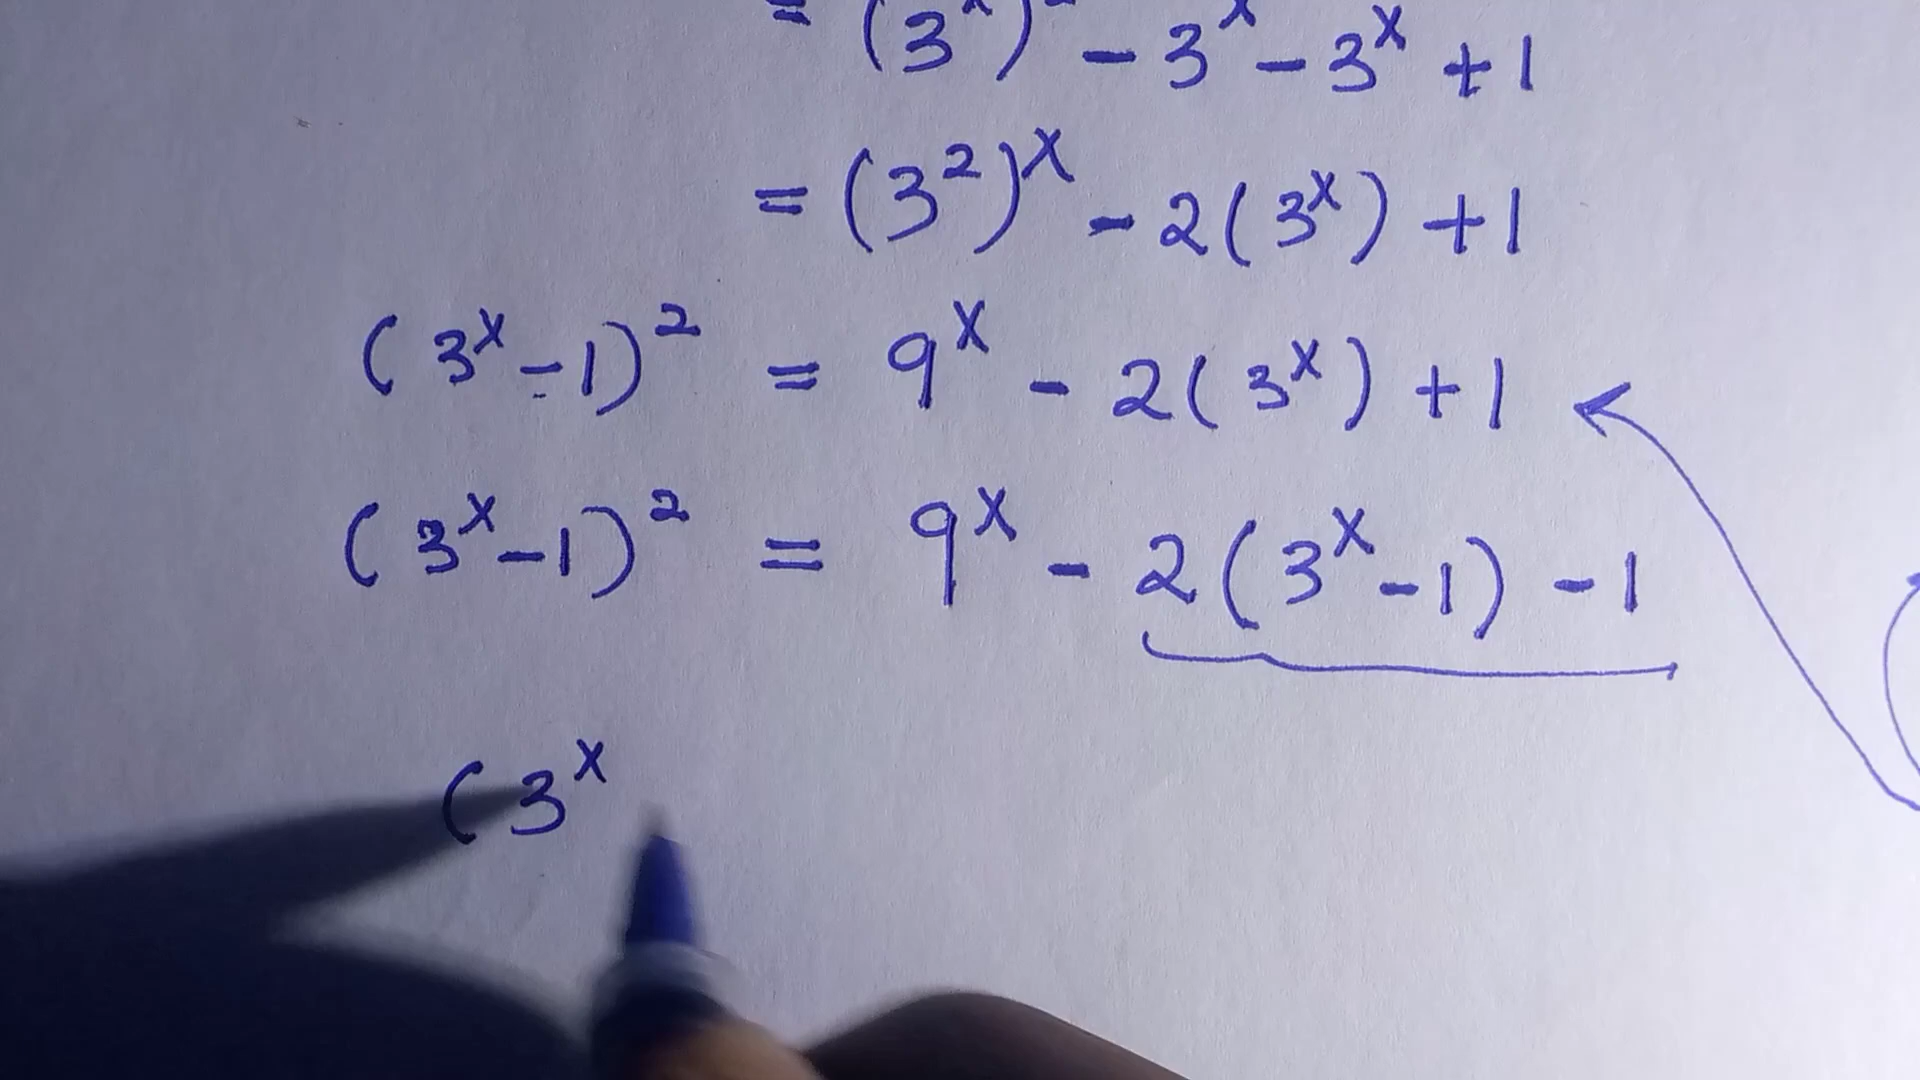 = (3^x)^2 - 3^x - 3^x + 1
= (3^2)^x - 2(3^x) + 1
(3^x - 1)^2 = 9^x - 2(3^x) + 1
(3^x - 1)^2 = 9^x - 2(3^x - 1) - 1
(3^x